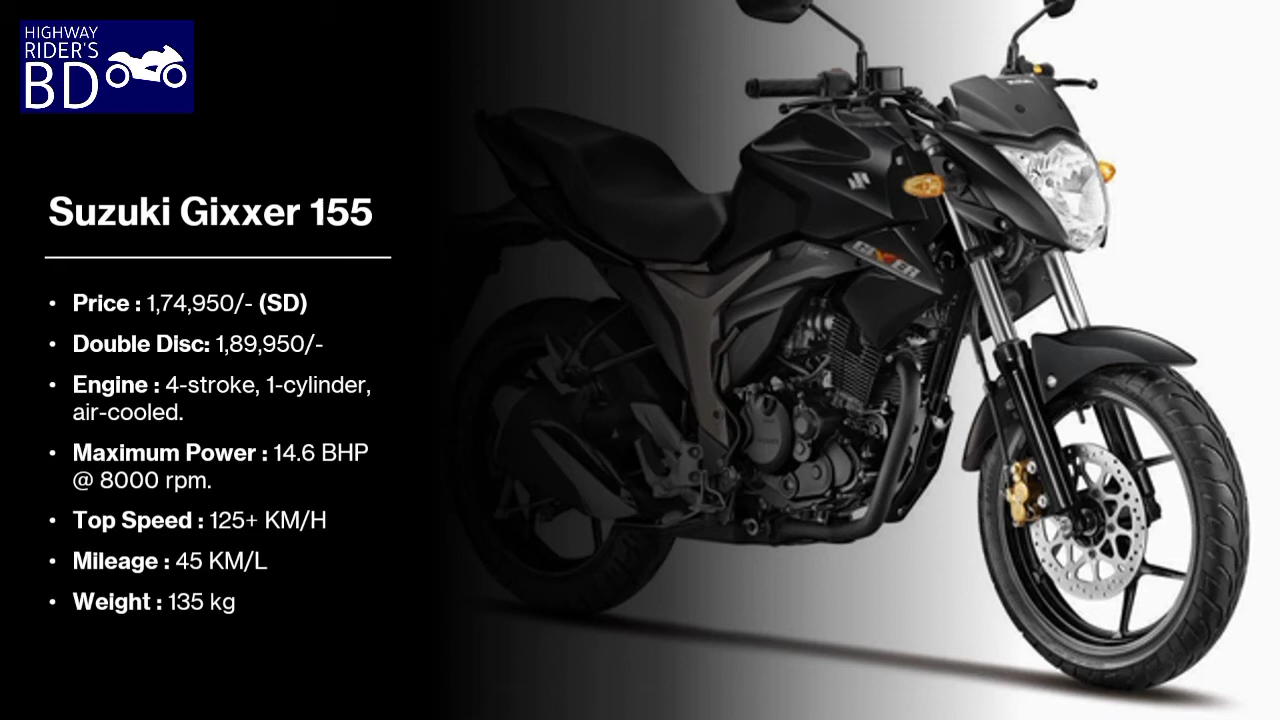 HIGHWAY
RIDER'S
BD
Suzuki Gixxer 155
• Price : 1,74,950/- (SD)
• Double Disc: 1,89,950/-
• Engine : 4-stroke, 1-cylinder,
air-cooled.
• Maximum Power : 14.6 BHP
@ 8000 rpm.
• Top Speed : 125+ KM/H
• Mileage : 45 KM/L
• Weight : 135 kg
GIXXER
SUZUKI